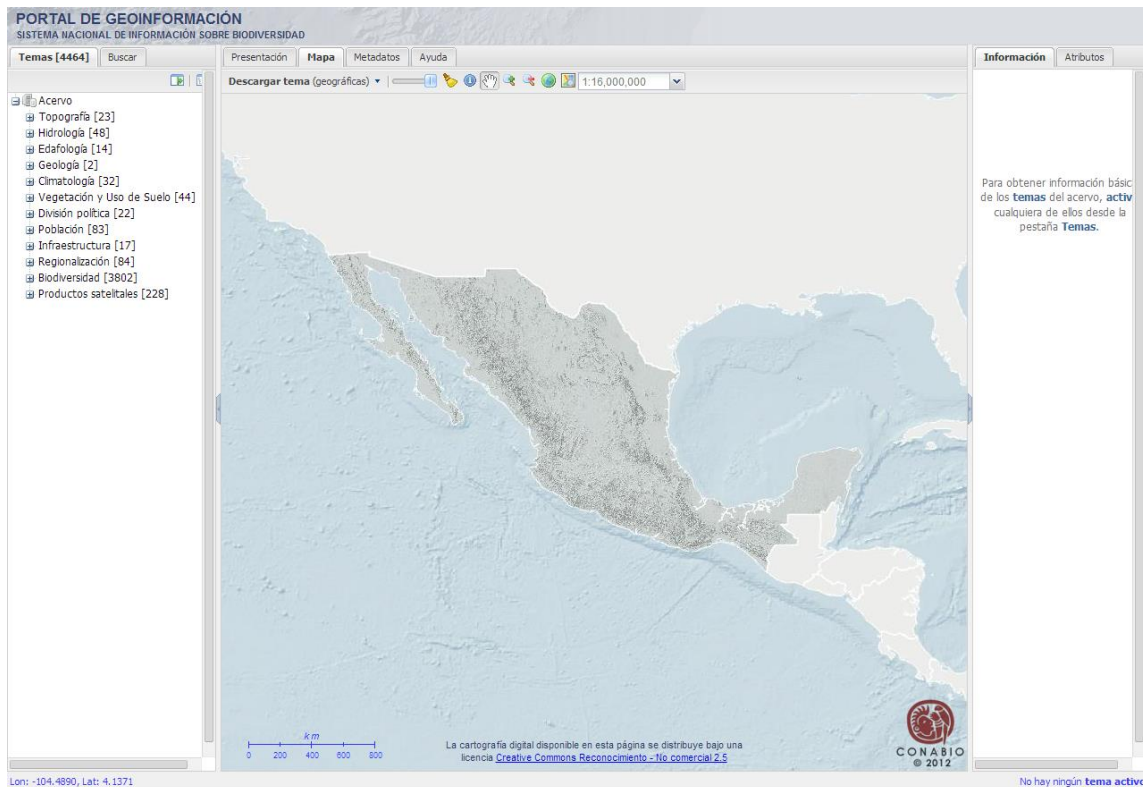 PORTAL DE GEOINFORMACIÓN
SISTEMA NACIONAL DE INFORMACIÓN SOBRE BIODIVERSIDAD
Temas [4464] Buscar
Presentación Mapa Metadatos Ayuda
Información Atributos
Descargar tema (geográficas) 1:16,000,000
Acervo
Topografía [23]
Hidrología [48]
Edafología [14]
Geología [2]
Climatología [32]
Vegetación y Uso de Suelo [44]
División política [22]
Población [83]
Infraestructura [17]
Regionalización [84]
Biodiversidad [3802]
Productos satelitales [228]
Para obtener información básic
de los temas del acervo, activ
cualquiera de ellos desde la
pestaña Temas.
km
0 200 400 600 800
La cartografía digital disponible en esta página se distribuye bajo una
licencia Creative Commons Reconocimiento - No comercial 2.5
CONABIO
© 2012
Lon: -104.4890, Lat: 4.1371
No hay ningún tema activo